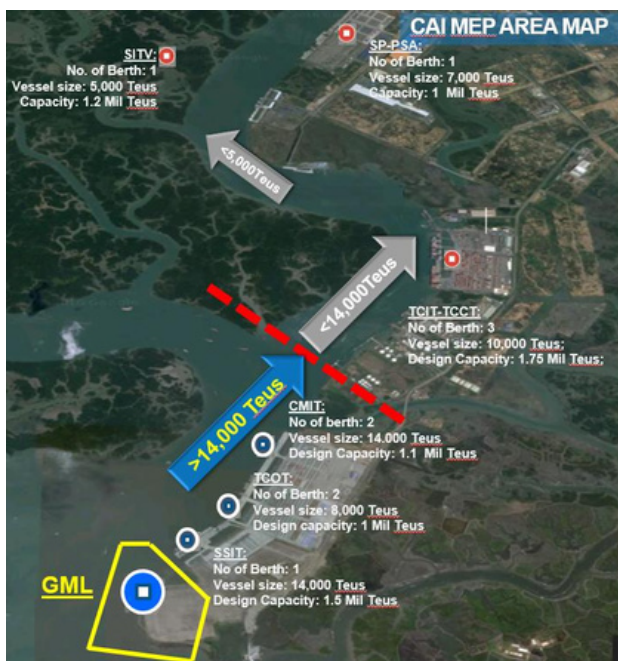 CAI MEP AREA MAP
SITV:
No. of Berth: 1
Vessel size: 5,000 Teus
Capacity: 1.2 Mil Teus
SP-PSA:
No of Berth: 1
Vessel size: 7,000 Teus
Capacity: 1 Mil Teus
<5,000Teus
<14,000Teus
TCIT-TCCT:
No of Berth: 3
Vessel size: 10,000 Teus;
Design Capacity: 1.75 Mil Teus;
>14,000 Teus
CMIT:
No of berth: 2
Vessel size: 14.000 Teus
Design Capacity: 1.1 Mil Teus
TCOT:
No of Berth: 2
Vessel size: 8,000 Teus
Design capacity: 1 Mil Teus
SSIT:
No of Berth: 1
Vessel size: 14,000 Teus
Design Capacity: 1.5 Mil Teus
GML